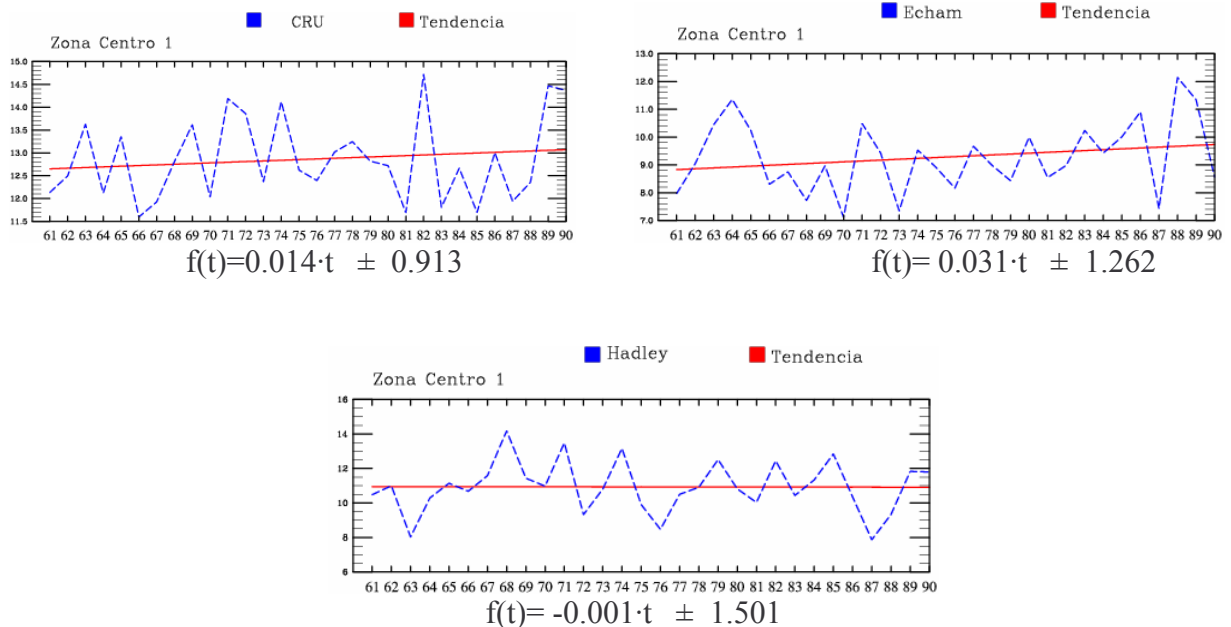 CRU Tendencia
Zona Centro 1
15.0
14.5
14.0
13.5
13.0
12.5
12.0
11.5
61 62 63 64 65 66 67 68 69 70 71 72 73 74 75 76 77 78 79 80 81 82 83 84 85 86 87 88 89 90
f(t)=0.014·t ± 0.913
Echam Tendencia
Zona Centro 1
13.0
12.0
11.0
10.0
9.0
8.0
7.0
61 62 63 64 65 66 67 68 69 70 71 72 73 74 75 76 77 78 79 80 81 82 83 84 85 86 87 88 89 90
f(t)= 0.031·t ± 1.262
Hadley Tendencia
Zona Centro 1
16
14
12
10
8
6
61 62 63 64 65 66 67 68 69 70 71 72 73 74 75 76 77 78 79 80 81 82 83 84 85 86 87 88 89 90
f(t)= -0.001·t ± 1.501